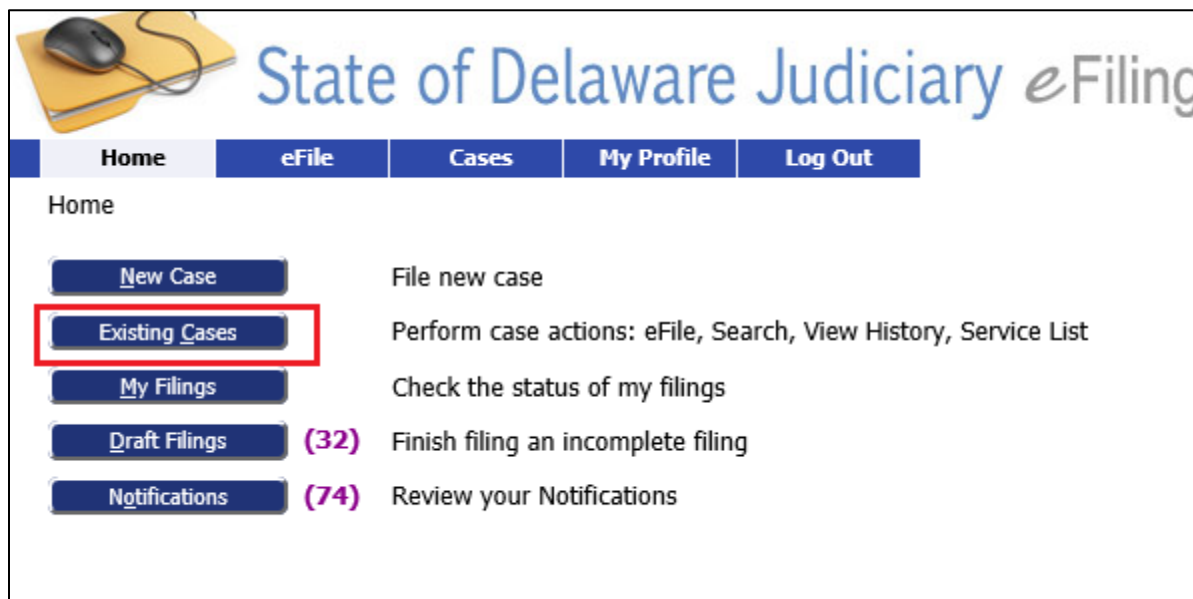 State of Delaware Judiciary eFiling
Home eFile Cases My Profile Log Out
Home
New Case File new case
Existing Cases Perform case actions: eFile, Search, View History, Service List
My Filings Check the status of my filings
Draft Filings (32) Finish filing an incomplete filing
Notifications (74) Review your Notifications